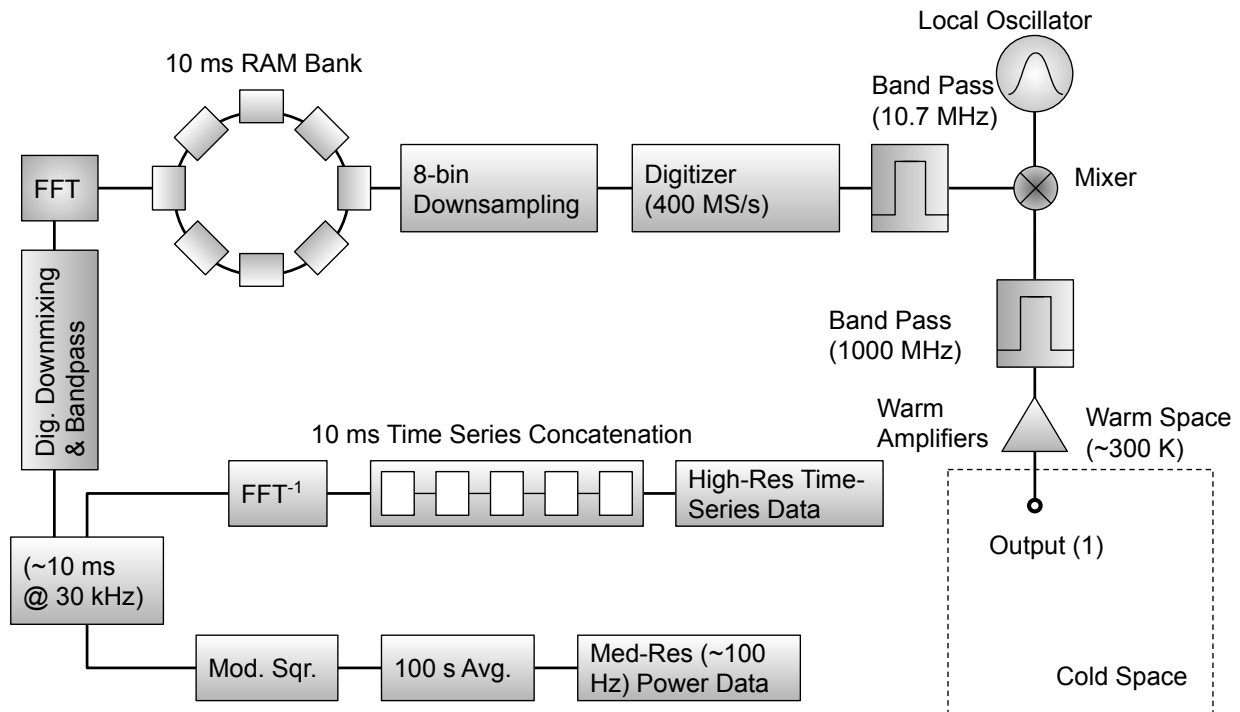 Local Oscillator
10 ms RAM Bank
Band Pass
(10.7 MHz)
FFT
8-bin
Downsampling
Digitizer
(400 MS/s)
Mixer
Dig. Downmixing
& Bandpass
Band Pass
(1000 MHz)
Warm
Amplifiers
Warm Space
(~300 K)
10 ms Time Series Concatenation
FFT-1
High-Res Time-
Series Data
Output (1)
(~10 ms
@ 30 kHz)
Mod. Sqr.
100 s Avg.
Med-Res (~100
Hz) Power Data
Cold Space